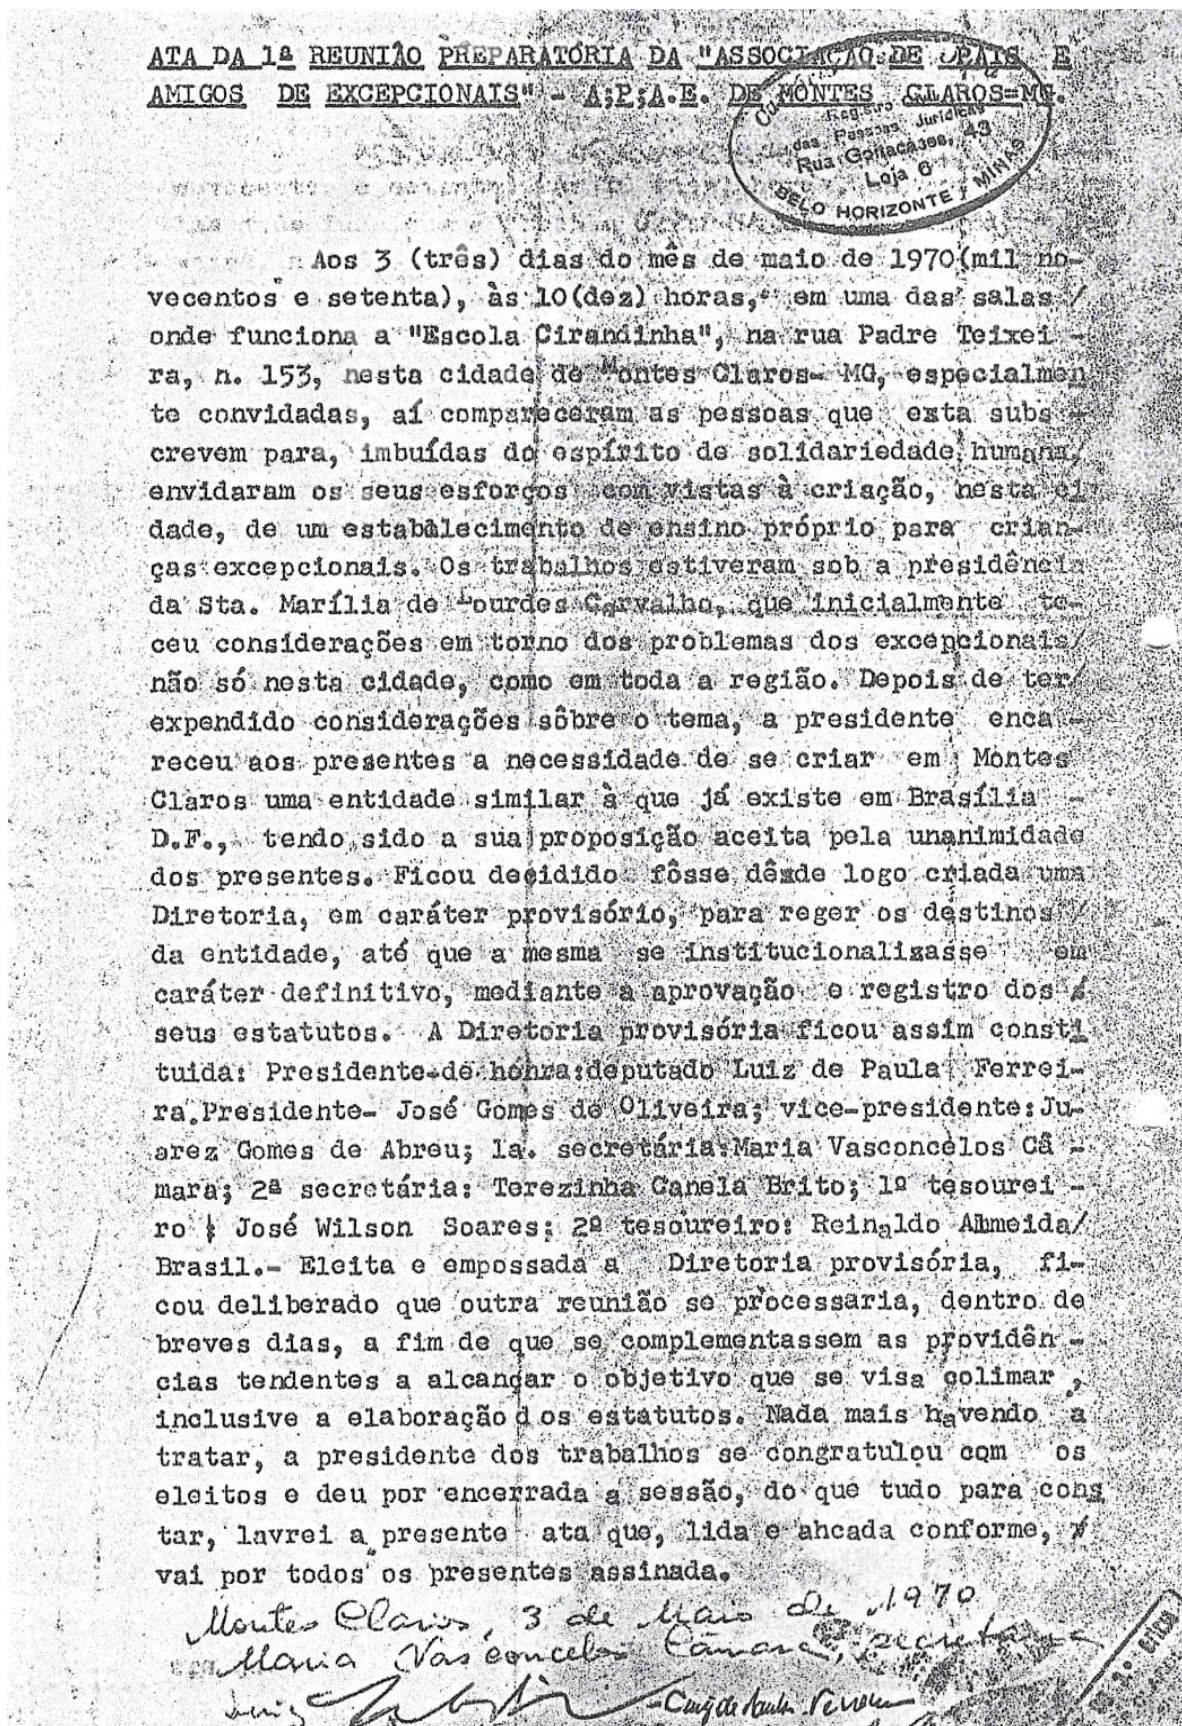 ATA DA 1ª REUNIÃO PREPARATÓRIA DA "ASSOCIAÇÃO DE PAIS E
AMIGOS DE EXCEPCIONAIS" - A;P;A.E. DE MONTES CLAROS=MG.
Registro
das Pessoas Jurídicas
Rua Goitacases, 43
Loja 6
BELO HORIZONTE / MINAS
Aos 3 (três) dias do mês de maio de 1970(mil no-
vecentos e setenta), às 10(dez) horas, em uma das salas /
onde funciona a "Escola Cirandinha", na rua Padre Teixei -
ra, n. 153, nesta cidade de Montes Claros- MG, especialmen
te convidadas, aí compareceram as pessoas que esta subs -
crevem para, imbuídas do espírito de solidariedade humana/
envidaram os seus esforços com vistas à criação, nesta ci
dade, de um estabelecimento de ensino próprio para crian-
ças excepcionais. Os trabalhos estiveram sob a presidência
da Sta. Marília de Lourdes Carvalho, que inicialmente te-
ceu considerações em torno dos problemas dos excepcionais/
não só nesta cidade, como em toda a região. Depois de ter/
expendido considerações sôbre o tema, a presidente enca -
receu aos presentes a necessidade de se criar em Montes
Claros uma entidade similar à que já existe em Brasília -
D.F., tendo sido a sua proposição aceita pela unanimidade
dos presentes. Ficou decidido fôsse dêsde logo criada uma
Diretoria, em caráter provisório, para reger os destinos /
da entidade, até que a mesma se institucionalizasse em
caráter definitivo, mediante a aprovação e registro dos /
seus estatutos. A Diretoria provisória ficou assim consti
tuida: Presidente-de-honra:deputado Luiz de Paula Ferrei-
ra.Presidente- José Gomes de Oliveira; vice-presidente:Ju-
arez Gomes de Abreu; 1a. secretária:Maria Vasconcelos Câ -
mara; 2ª secretária: Terezinha Canela Brito; 1º tesourei -
ro : José Wilson Soares; 2º tesoureiro: Reinaldo Almeida/
Brasil.- Eleita e empossada a Diretoria provisória, fi-
cou deliberado que outra reunião se processaria, dentro de
breves dias, a fim de que se complementassem as providên -
cias tendentes a alcançar o objetivo que se visa colimar ,
inclusive a elaboração dos estatutos. Nada mais havendo a
tratar, a presidente dos trabalhos se congratulou com os
eleitos e deu por encerrada a sessão, do que tudo para cons
tar, lavrei a presente ata que, lida e ahcada conforme, /
vai por todos os presentes assinada.
Montes Claros, 3 de Maio de 1970
Maria Vasconcelos Câmara, secretária
Luiz de Paula Ferreira